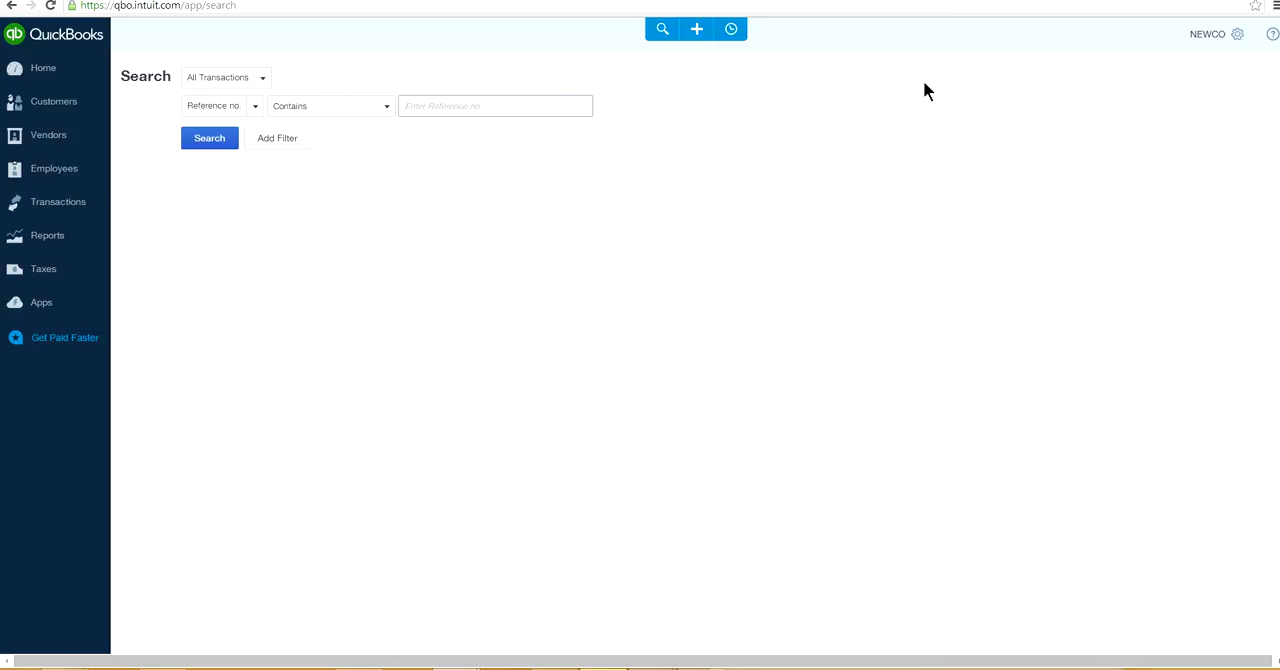 https://qbo.intuit.com/app/search
qb QuickBooks
NEWCO
?
Home
Customers
Vendors
Employees
Transactions
Reports
Taxes
Apps
Get Paid Faster
Search All Transactions
Reference no. Contains Enter Reference no
Search Add Filter